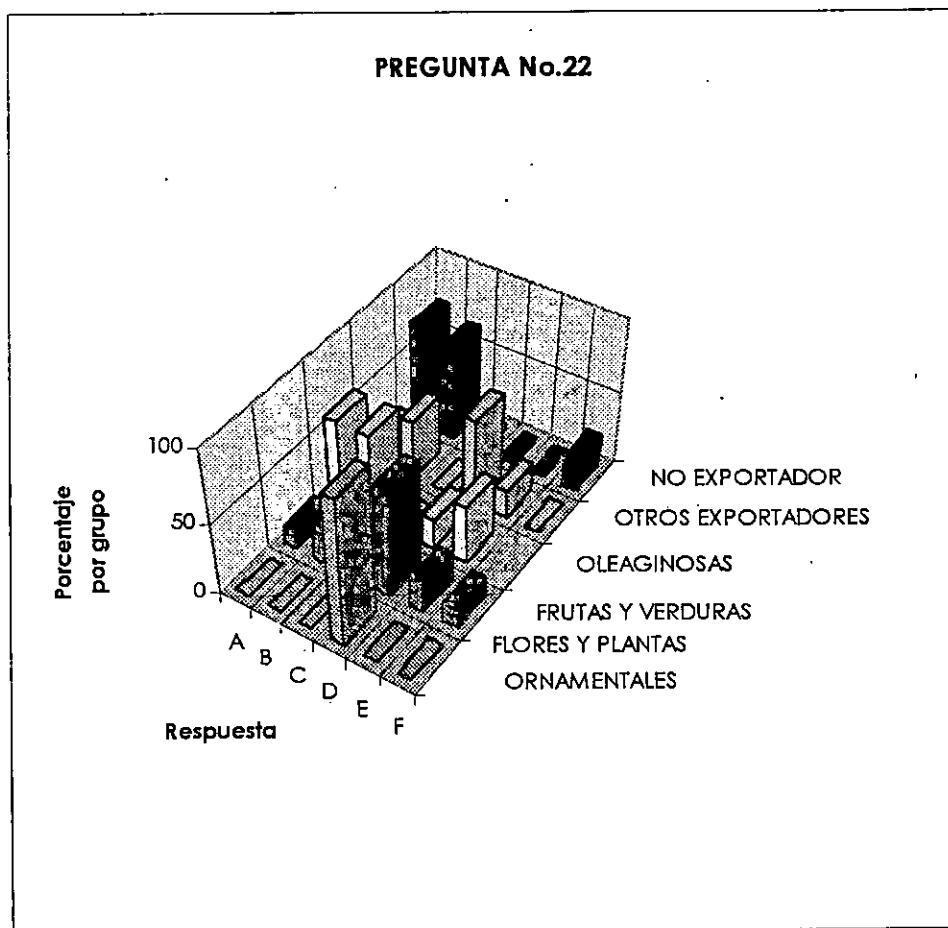 PREGUNTA No.22
100
50
0
Porcentaje
por grupo
A
B
C
D
E
F
Respuesta
NO EXPORTADOR
OTROS EXPORTADORES
OLEAGINOSAS
FRUTAS Y VERDURAS
FLORES Y PLANTAS
ORNAMENTALES